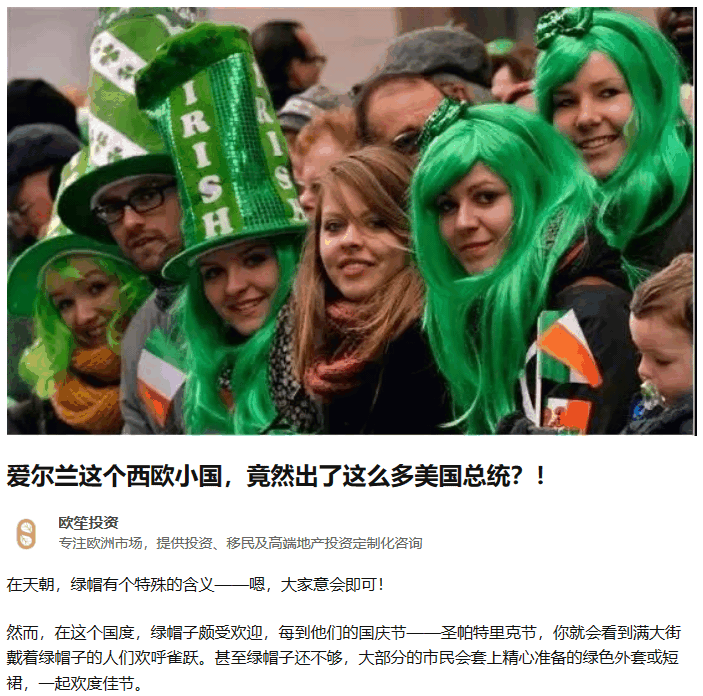 IRISH
IRISH
爱尔兰这个西欧小国，竟然出了这么多美国总统？！
欧笙投资
专注欧洲市场，提供投资、移民及高端地产投资定制化咨询
在天朝，绿帽有个特殊的含义——嗯，大家意会即可！
然而，在这个国度，绿帽子颇受欢迎，每到他们的国庆节——圣帕特里克节，你就会看到满大街
戴着绿帽子的人们欢呼雀跃。甚至绿帽子还不够，大部分的市民会套上精心准备的绿色外套或短
裙，一起欢度佳节。